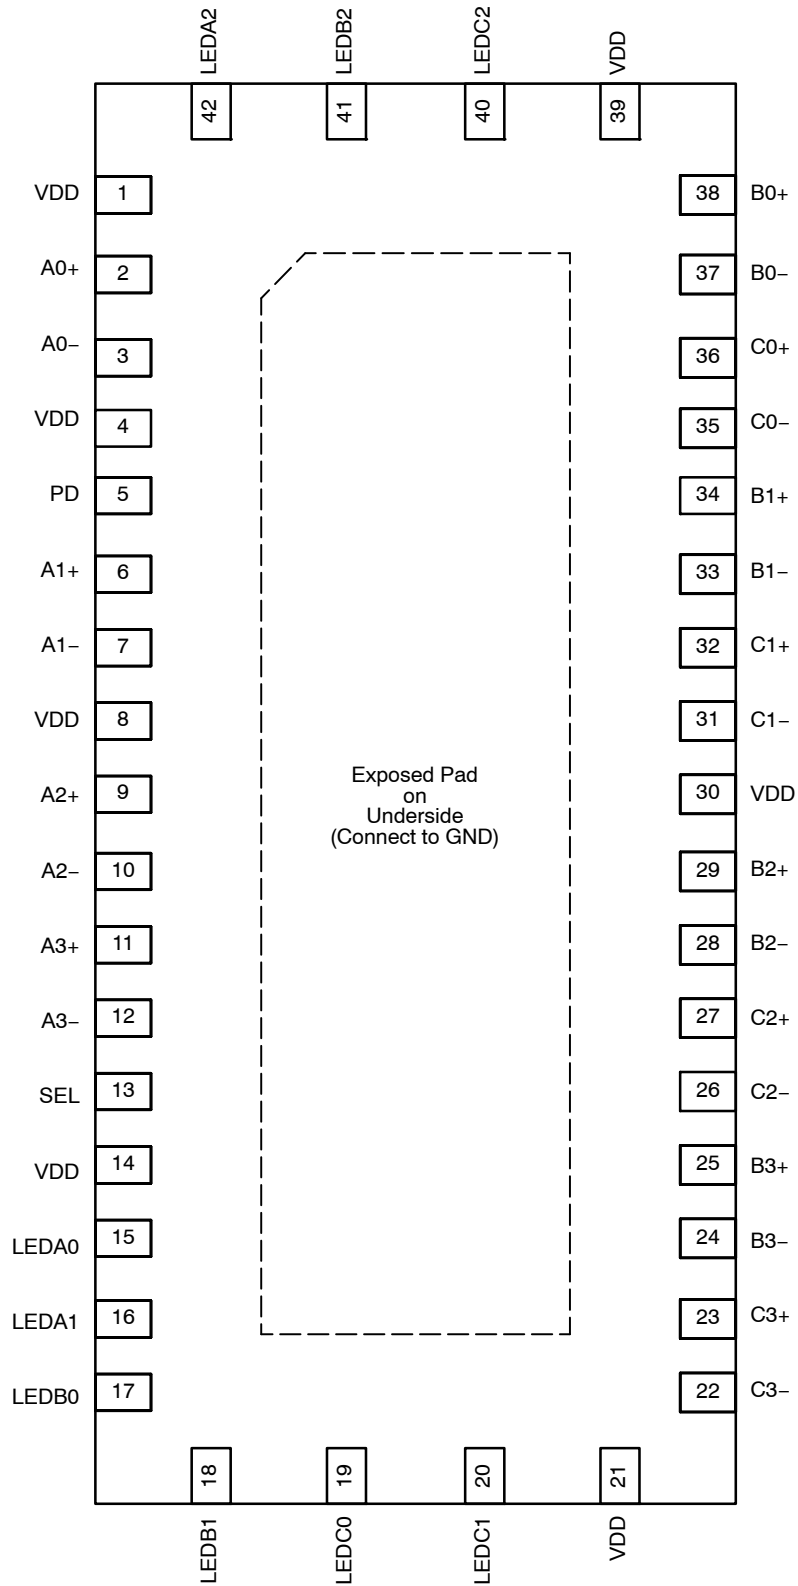 LEDA2
LEDB2
LEDC2
VDD
42
41
40
39
VDD 1
38 B0+
A0+ 2
37 B0−
A0− 3
36 C0+
VDD 4
35 C0−
PD 5
34 B1+
A1+ 6
33 B1−
A1− 7
32 C1+
VDD 8
31 C1−
A2+ 9
30 VDD
Exposed Pad
on
Underside
(Connect to GND)
A2− 10
29 B2+
A3+ 11
28 B2−
A3− 12
27 C2+
SEL 13
26 C2−
VDD 14
25 B3+
LEDA0 15
24 B3−
LEDA1 16
23 C3+
LEDB0 17
22 C3−
18
19
20
21
LEDB1
LEDC0
LEDC1
VDD